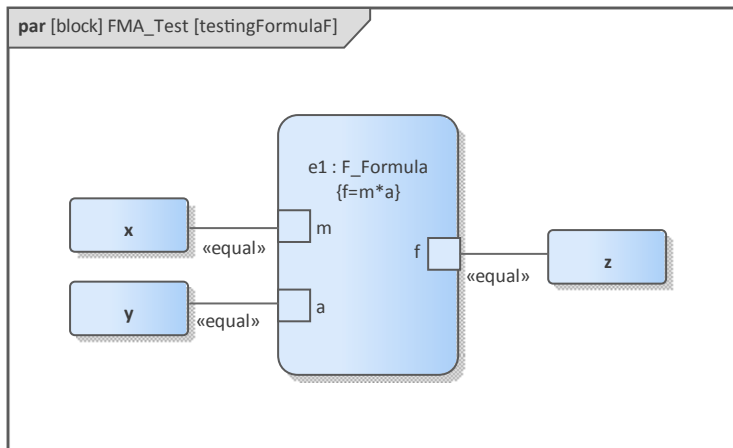 par [block] FMA_Test [testingFormulaF]
e1 : F_Formula
{f=m*a}
x
«equal»
m
f
«equal»
z
y
«equal»
a